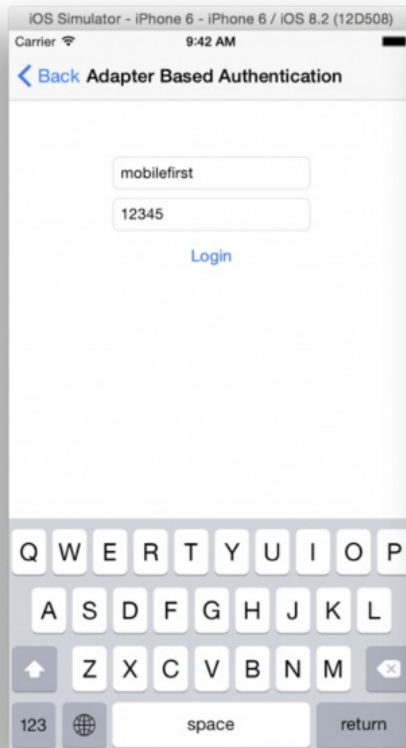 iOS Simulator - iPhone 6 - iPhone 6 / iOS 8.2 (12D508)
Carrier 9:42 AM
Back Adapter Based Authentication
mobilefirst
12345
Login
Q W E R T Y U I O P
A S D F G H J K L
Z X C V B N M
123 space return